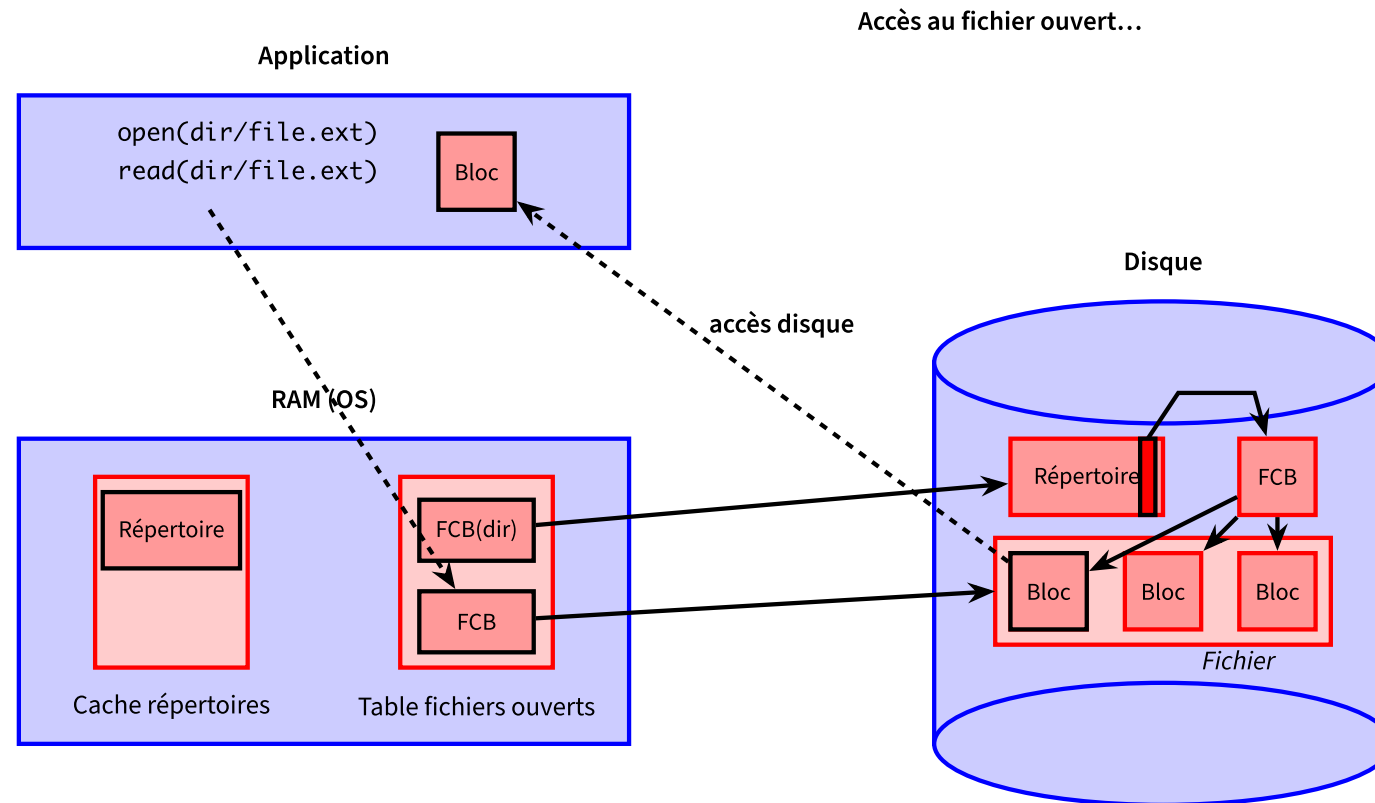 Accès au fichier ouvert…
Application
open(dir/file.ext)
read(dir/file.ext)
Bloc
Disque
accès disque
RAM (OS)
Répertoire
FCB
Répertoire
FCB(dir)
Bloc
Bloc
Bloc
FCB
Fichier
Cache répertoires
Table fichiers ouverts